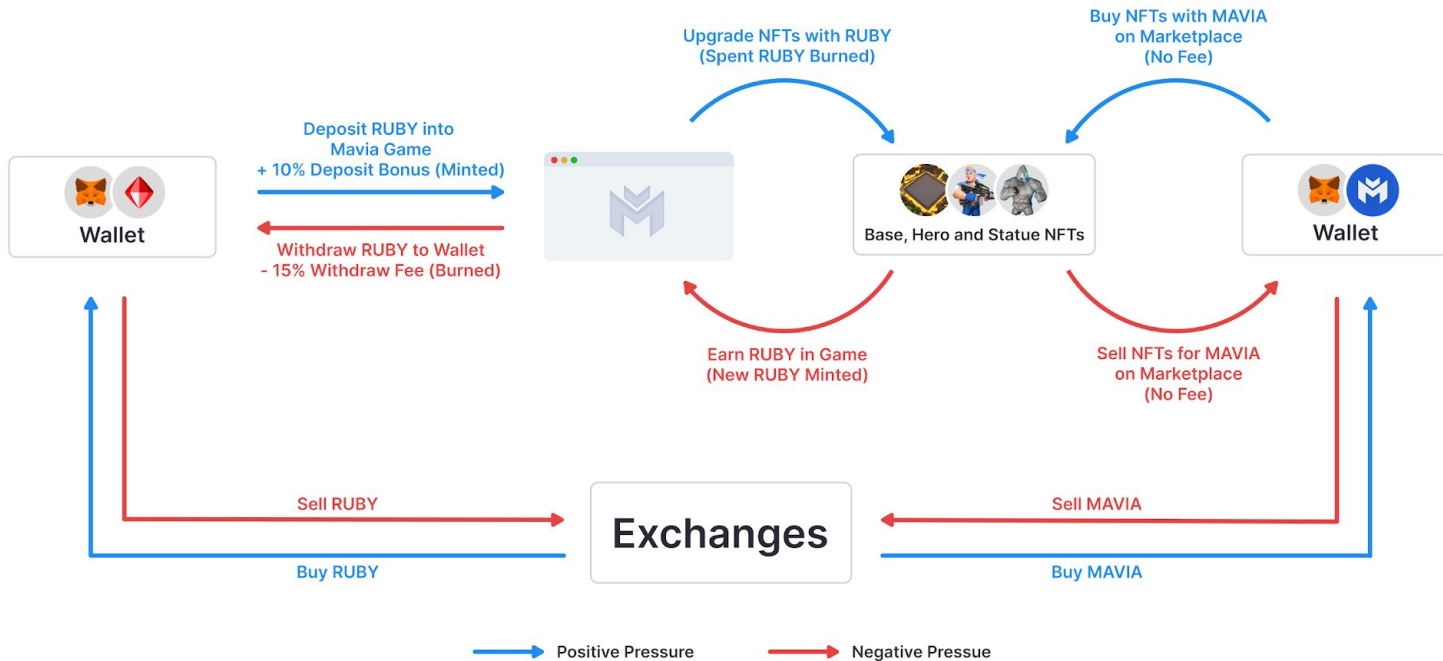 Upgrade NFTs with RUBY
(Spent RUBY Burned)
Buy NFTs with MAVIA
on Marketplace
(No Fee)
Deposit RUBY into
Mavia Game
+ 10% Deposit Bonus (Minted)
Wallet
Withdraw RUBY to Wallet
- 15% Withdraw Fee (Burned)
Base, Hero and Statue NFTs
Wallet
Earn RUBY in Game
(New RUBY Minted)
Sell NFTs for MAVIA
on Marketplace
(No Fee)
Sell RUBY
Exchanges
Sell MAVIA
Buy RUBY
Buy MAVIA
Positive Pressure
Negative Pressue